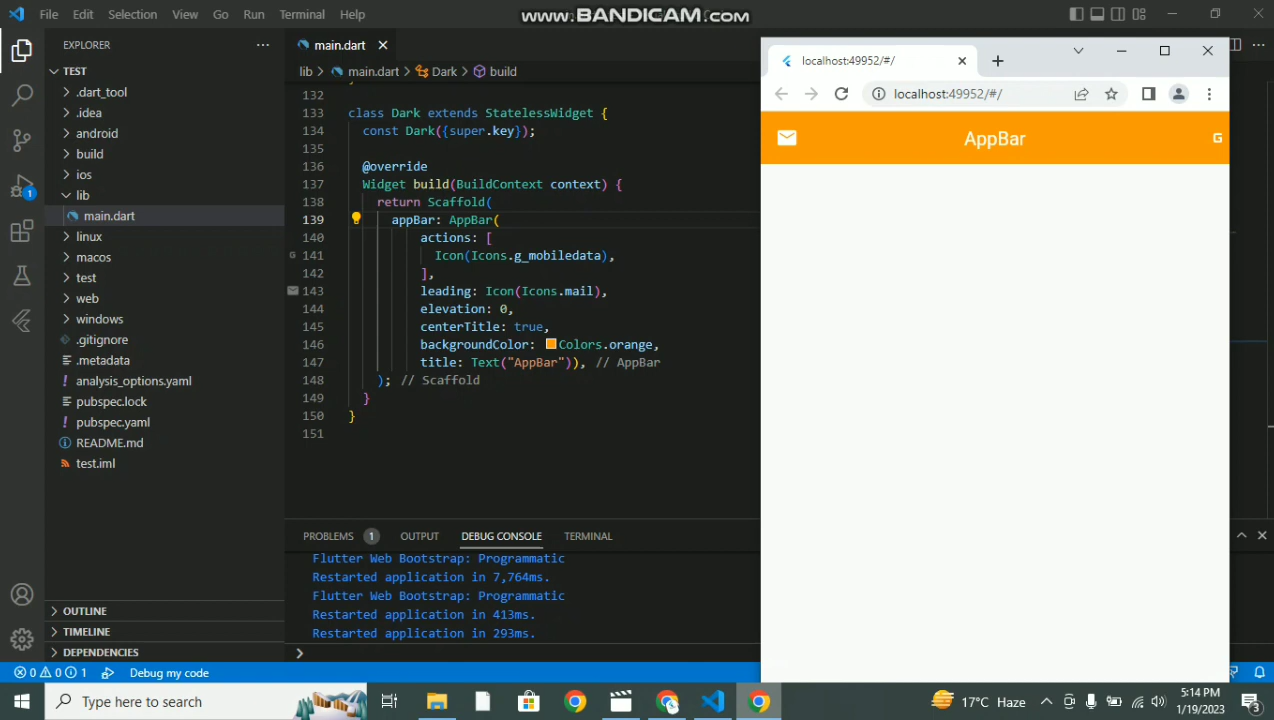 File Edit Selection View Go Run Terminal Help
www.BANDICAM.com
EXPLORER
TEST
.dart_tool
.idea
android
build
ios
lib
main.dart
linux
macos
test
web
windows
.gitignore
.metadata
! analysis_options.yaml
pubspec.lock
! pubspec.yaml
README.md
test.iml
OUTLINE
TIMELINE
DEPENDENCIES
1
main.dart
lib > main.dart > Dark > build
132
133 class Dark extends StatelessWidget {
134 const Dark({super.key});
135
136 @override
137 Widget build(BuildContext context) {
138 return Scaffold(
139 appBar: AppBar(
140 actions: [
G 141 Icon(Icons.g_mobiledata),
142 ],
143 leading: Icon(Icons.mail),
144 elevation: 0,
145 centerTitle: true,
146 backgroundColor: Colors.orange,
147 title: Text("AppBar")), // AppBar
148 ); // Scaffold
149 }
150 }
151
PROBLEMS 1 OUTPUT DEBUG CONSOLE TERMINAL
Flutter Web Bootstrap: Programmatic
Restarted application in 7,764ms.
Flutter Web Bootstrap: Programmatic
Restarted application in 413ms.
Restarted application in 293ms.
localhost:49952/#/
localhost:49952/#/
AppBar
G
0 0 1 Debug my code
Type here to search
17°C Haze
5:14 PM
1/19/2023
3